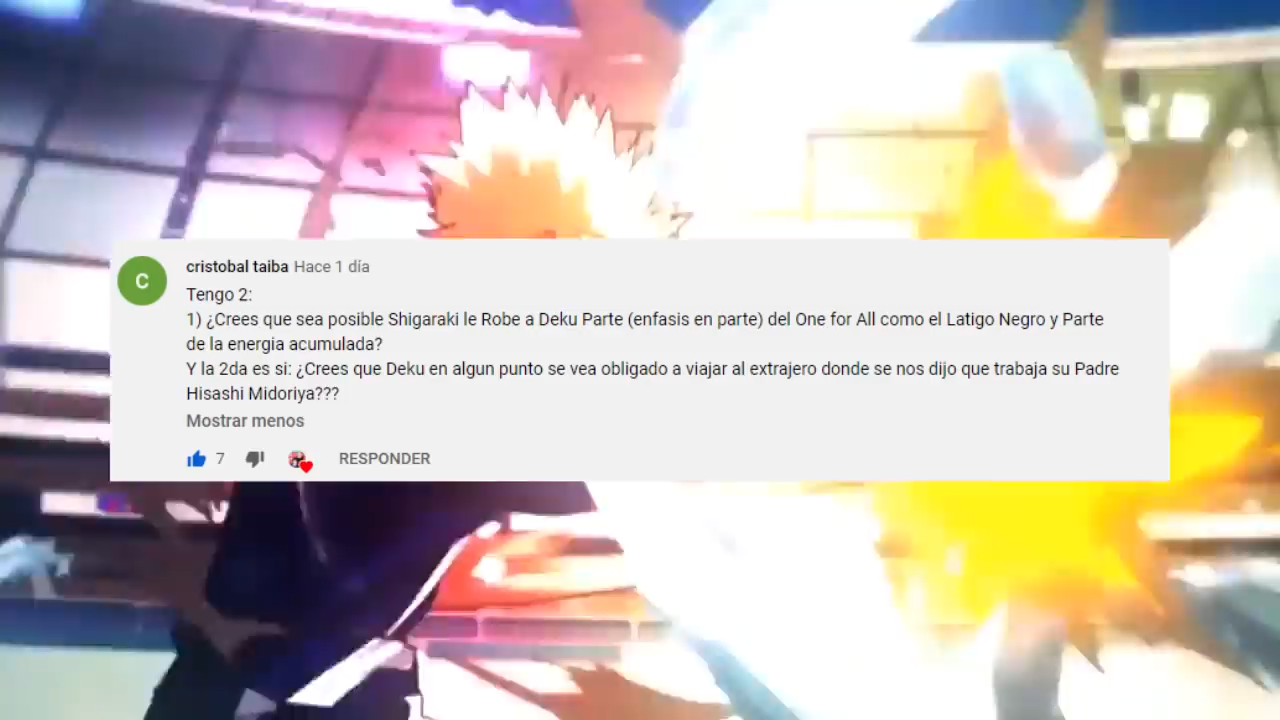 C
cristobal taiba Hace 1 día
Tengo 2:
1) ¿Crees que sea posible Shigaraki le Robe a Deku Parte (enfasis en parte) del One for All como el Latigo Negro y Parte
de la energia acumulada?
Y la 2da es si: ¿Crees que Deku en algun punto se vea obligado a viajar al extrajero donde se nos dijo que trabaja su Padre
Hisashi Midoriya???
Mostrar menos
7 RESPONDER